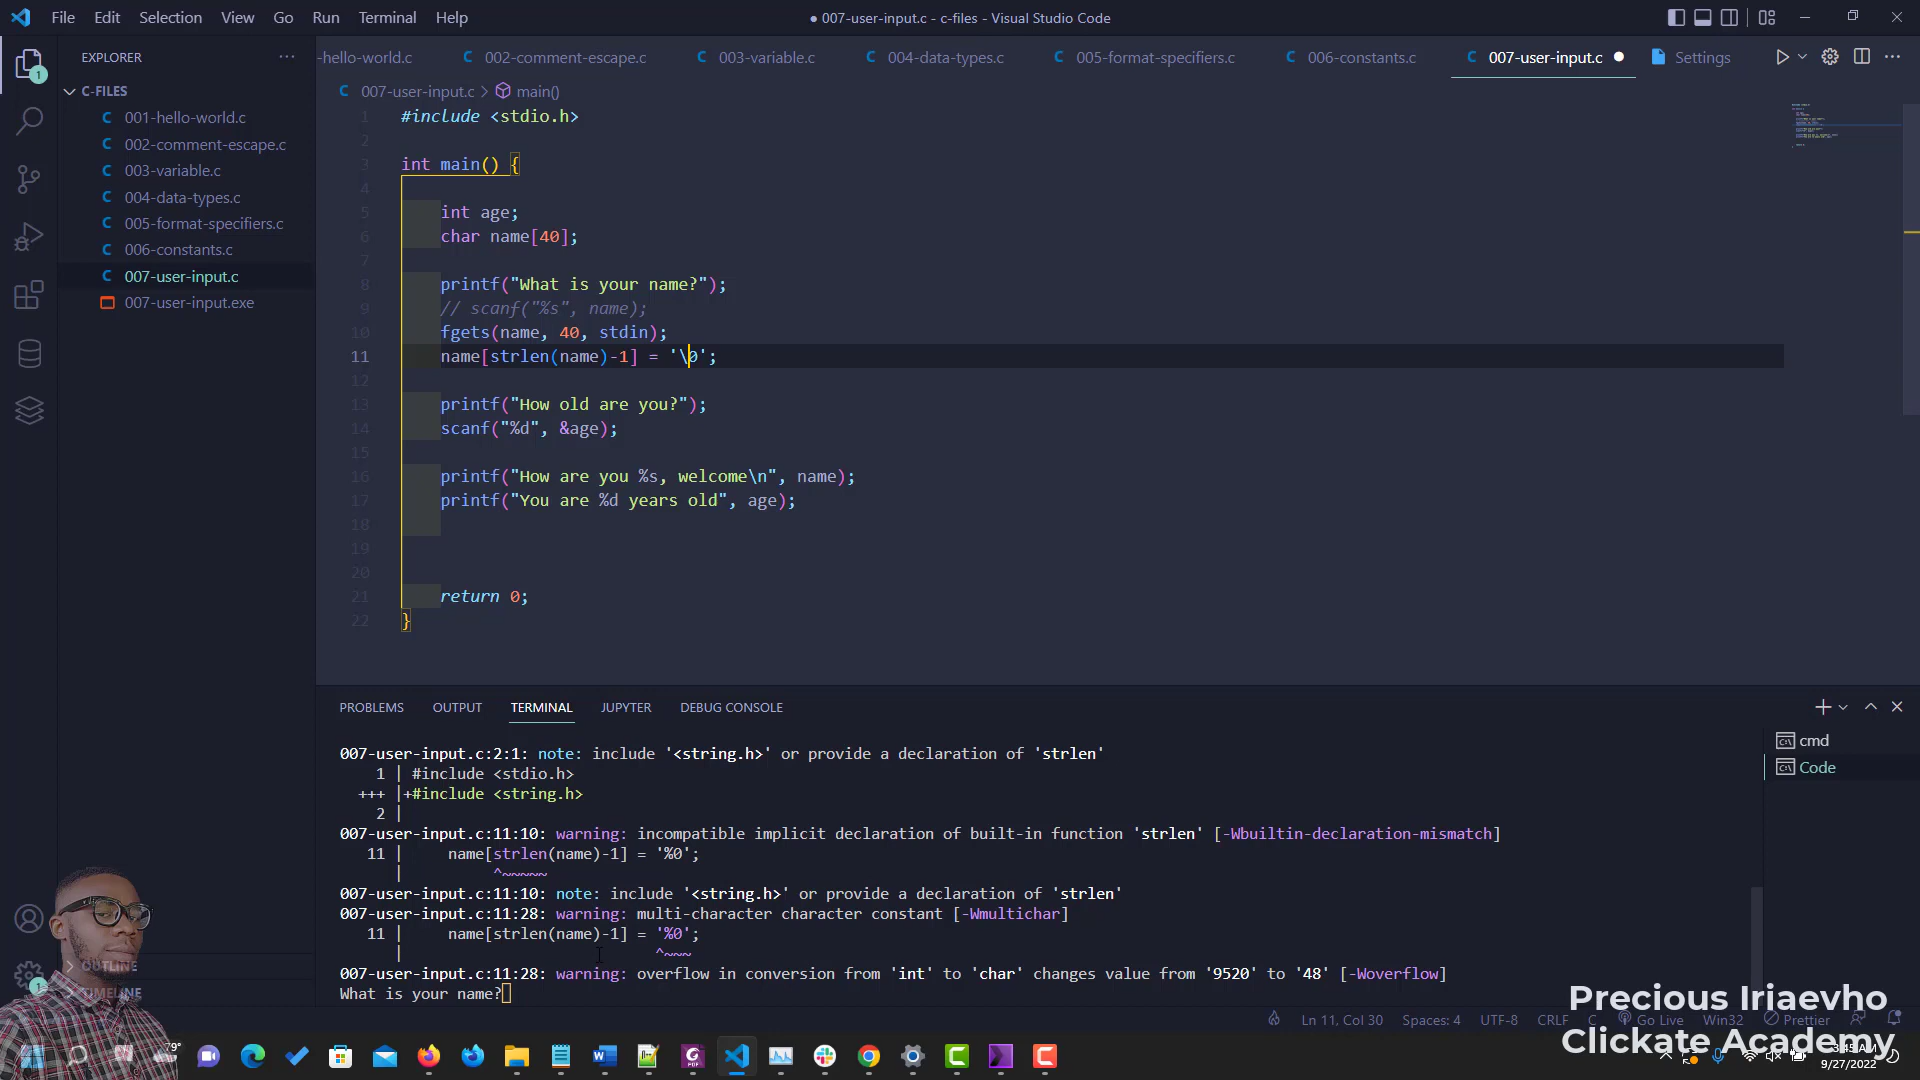 File Edit Selection View Go Run Terminal Help
● 007-user-input.c - c-files - Visual Studio Code
EXPLORER
-hello-world.c
002-comment-escape.c
003-variable.c
004-data-types.c
005-format-specifiers.c
006-constants.c
007-user-input.c
Settings
C-FILES
001-hello-world.c
002-comment-escape.c
003-variable.c
004-data-types.c
005-format-specifiers.c
006-constants.c
007-user-input.c
007-user-input.exe
1
007-user-input.c > main()
1 #include <stdio.h>
2
3 int main() {
4
5 int age;
6 char name[40];
7
8 printf("What is your name?");
9 // scanf("%s", name);
10 fgets(name, 40, stdin);
11 name[strlen(name)-1] = '\0';
12
13 printf("How old are you?");
14 scanf("%d", &age);
15
16 printf("How are you %s, welcome\n", name);
17 printf("You are %d years old", age);
18
19
20
21 return 0;
22 }
PROBLEMS OUTPUT TERMINAL JUPYTER DEBUG CONSOLE
cmd
Code
007-user-input.c:2:1: note: include '<string.h>' or provide a declaration of 'strlen'
1 | #include <stdio.h>
+++ |+#include <string.h>
2 |
007-user-input.c:11:10: warning: incompatible implicit declaration of built-in function 'strlen' [-Wbuiltin-declaration-mismatch]
11 | name[strlen(name)-1] = '%0';
| ^~~~~~
007-user-input.c:11:10: note: include '<string.h>' or provide a declaration of 'strlen'
007-user-input.c:11:28: warning: multi-character character constant [-Wmultichar]
11 | name[strlen(name)-1] = '%0';
| ^~~~
007-user-input.c:11:28: warning: overflow in conversion from 'int' to 'char' changes value from '9520' to '48' [-Woverflow]
What is your name?
OUTLINE
TIMELINE
1
Ln 11, Col 30 Spaces: 4 UTF-8 CRLF C Go Live Win32 Prettier
Precious Iriaevho
Clickate Academy
79°
3:45 AM
9/27/2022